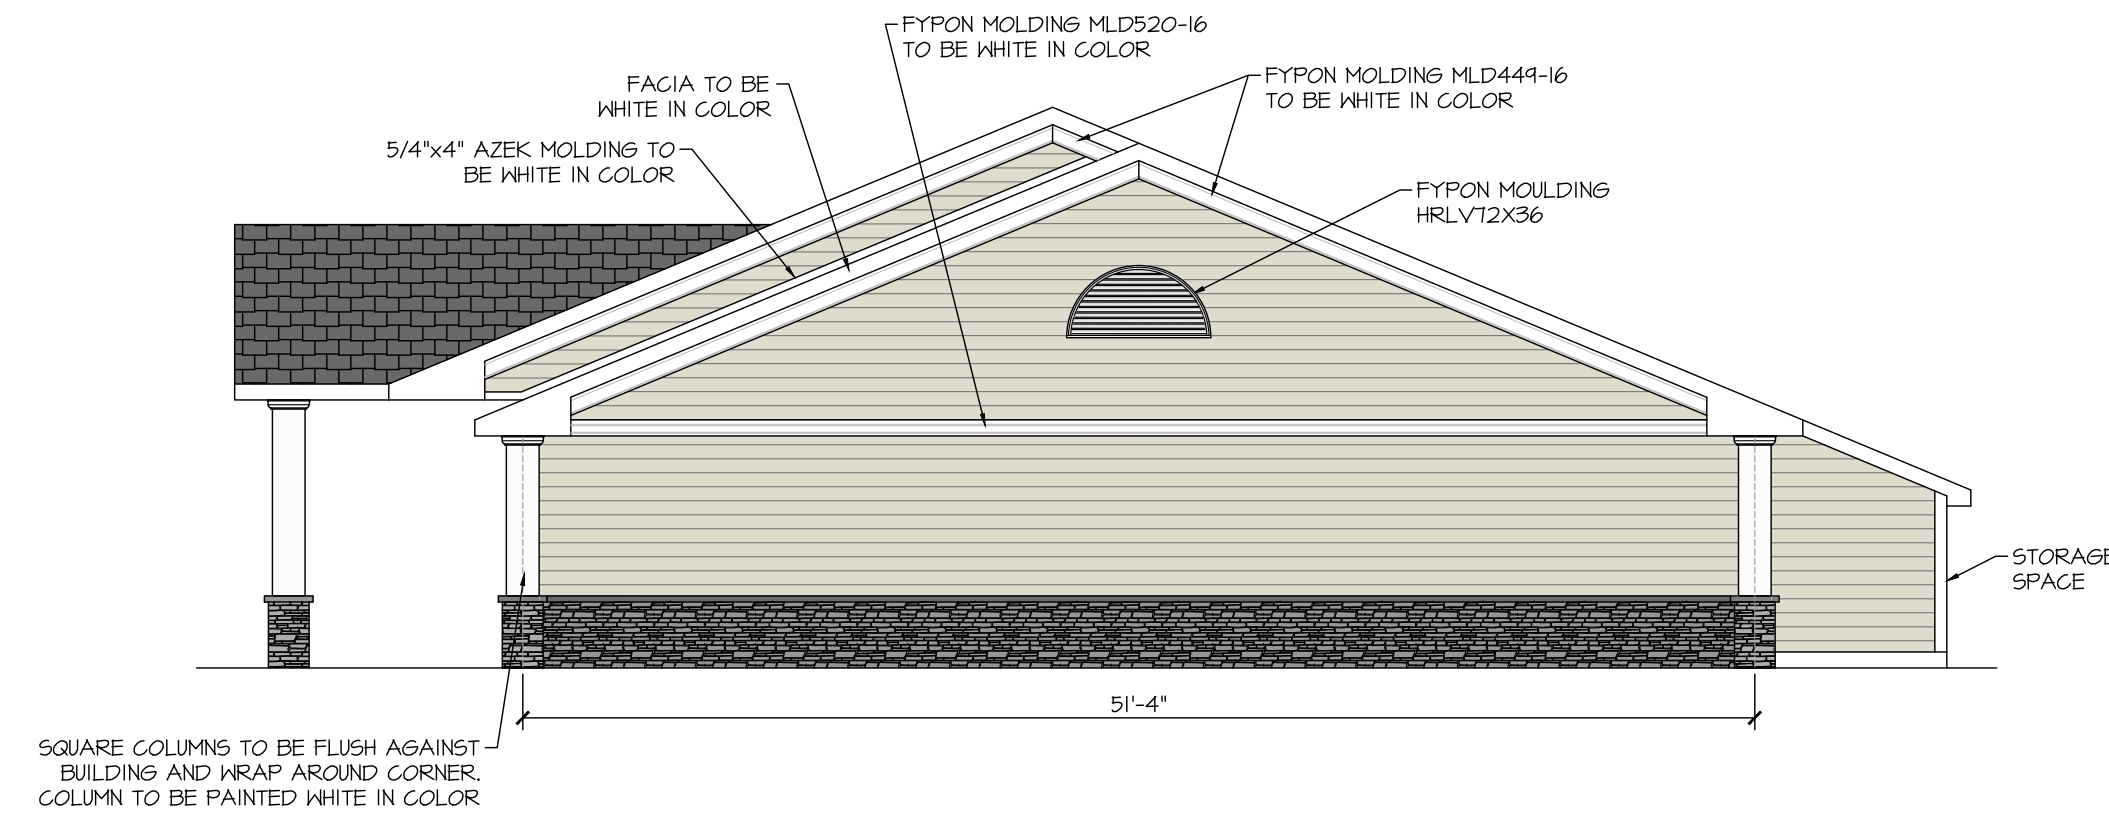 FYPON MOLDING MLD520-16
TO BE WHITE IN COLOR
FYPON MOLDING MLD449-16
TO BE WHITE IN COLOR
FACIA TO BE
WHITE IN COLOR
5/4"x4" AZEK MOLDING TO
BE WHITE IN COLOR
FYPON MOULDING
HRLV72X36
STORAGE
SPACE
51'-4"
SQUARE COLUMNS TO BE FLUSH AGAINST
BUILDING AND WRAP AROUND CORNER.
COLUMN TO BE PAINTED WHITE IN COLOR